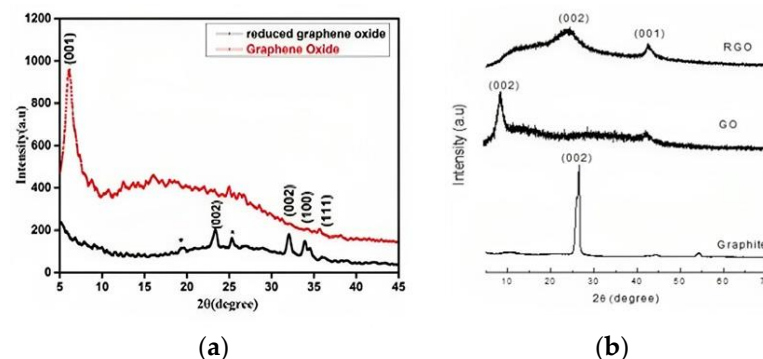 1200
1000
800
600
400
200
0
Intensity(a.u)
(001)
reduced graphene oxide
Graphene Oxide
*
(002)
*
(002)
(100)
(111)
5 10 15 20 25 30 35 40 45
2θ(degree)
(a)
Intensity (a.u)
(002)
(001)
RGO
(002)
GO
(002)
Graphite
10 20 30 40 50 60
2θ (degree)
(b)